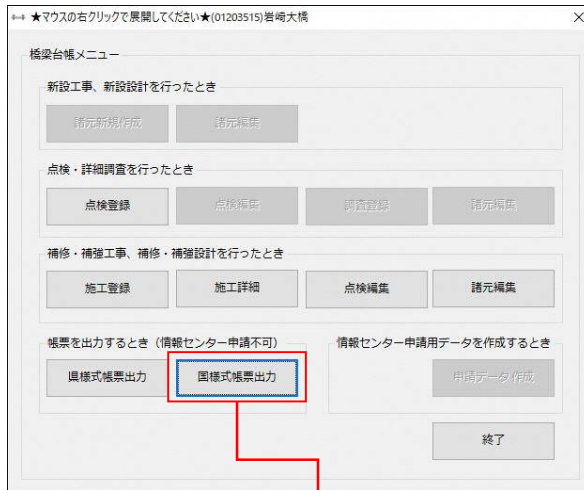 ★マウスの右クリックで展開してください★(01203515)岩崎大橋
橋梁台帳メニュー
新設工事、新設設計を行ったとき
諸元新規作成 諸元編集
点検・詳細調査を行ったとき
点検登録 点検編集 調査登録 諸元編集
補修・補強工事、補修・補強設計を行ったとき
施工登録 施工詳細 点検編集 諸元編集
帳票を出力するとき（情報センター申請不可） 情報センター申請用データを作成するとき
県様式帳票出力 国様式帳票出力 申請データ作成
終了